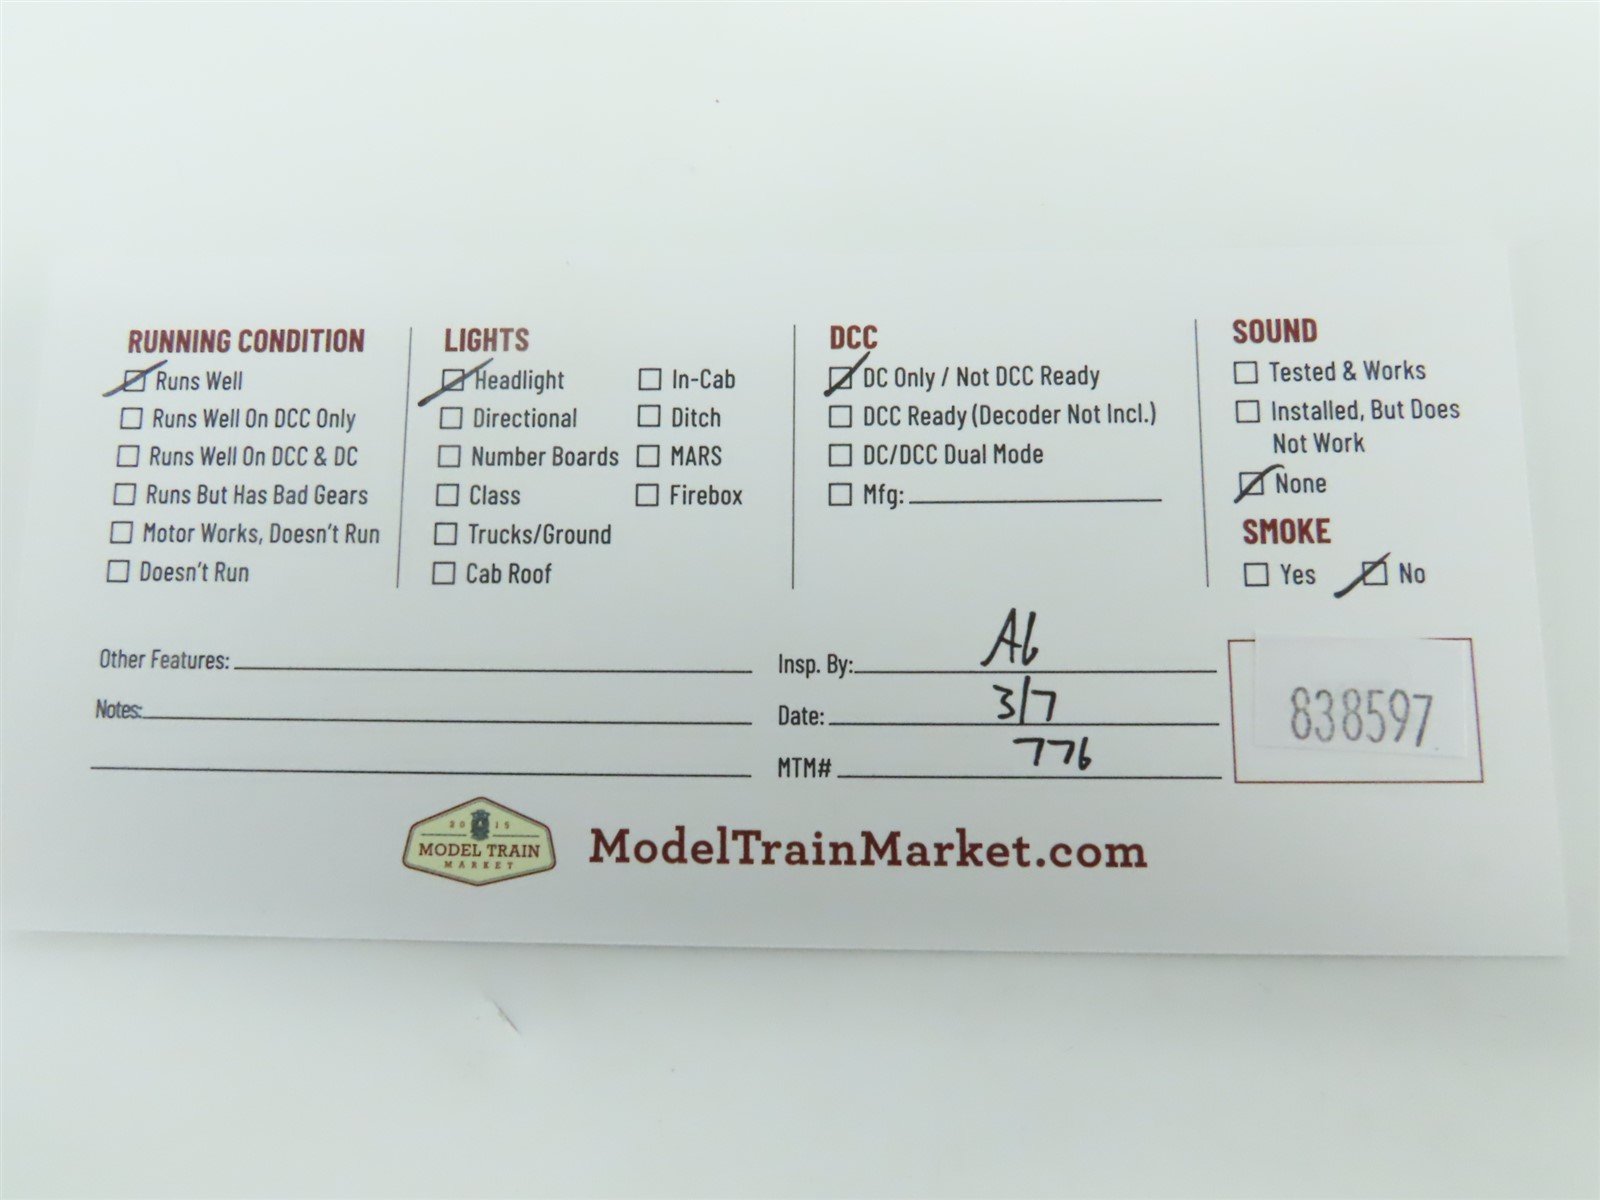 RUNNING CONDITION
Runs Well
Runs Well On DCC Only
Runs Well On DCC & DC
Runs But Has Bad Gears
Motor Works, Doesn't Run
Doesn't Run
LIGHTS
Headlight
Directional
Number Boards
Class
Trucks/Ground
Cab Roof
In-Cab
Ditch
MARS
Firebox
DCC
DC Only / Not DCC Ready
DCC Ready (Decoder Not Incl.)
DC/DCC Dual Mode
Mfg:
SOUND
Tested & Works
Installed, But Does
Not Work
None
SMOKE
Yes No
Other Features:
Notes:
Insp. By:
Date: 3/7
MTM# 776
838597
2015
MODEL TRAIN
MARKET
ModelTrainMarket.com